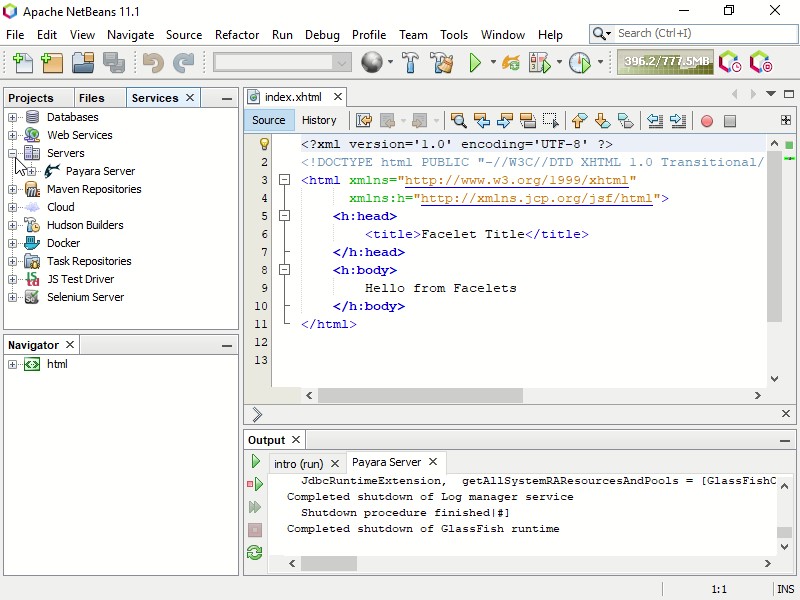 Apache NetBeans 11.1
File Edit View Navigate Source Refactor Run Debug Profile Team Tools Window Help
Search (Ctrl+I)
396.2/777.5MB
Projects Files Services
Databases
Web Services
Servers
Payara Server
Maven Repositories
Cloud
Hudson Builders
Docker
Task Repositories
JS Test Driver
Selenium Server
Navigator
html
index.xhtml
Source History
1 <?xml version='1.0' encoding='UTF-8' ?>
2 <!DOCTYPE html PUBLIC "-//W3C//DTD XHTML 1.0 Transitional/
3 <html xmlns="http://www.w3.org/1999/xhtml"
4 xmlns:h="http://xmlns.jcp.org/jsf/html">
5 <h:head>
6 <title>Facelet Title</title>
7 </h:head>
8 <h:body>
9 Hello from Facelets
10 </h:body>
11 </html>
12
13
Output
intro (run) Payara Server
JdbcRuntimeExtension, getAllSystemRAResourcesAndPools = [GlassFishC
Completed shutdown of Log manager service
Shutdown procedure finished|#]
Completed shutdown of GlassFish runtime
1:1 INS